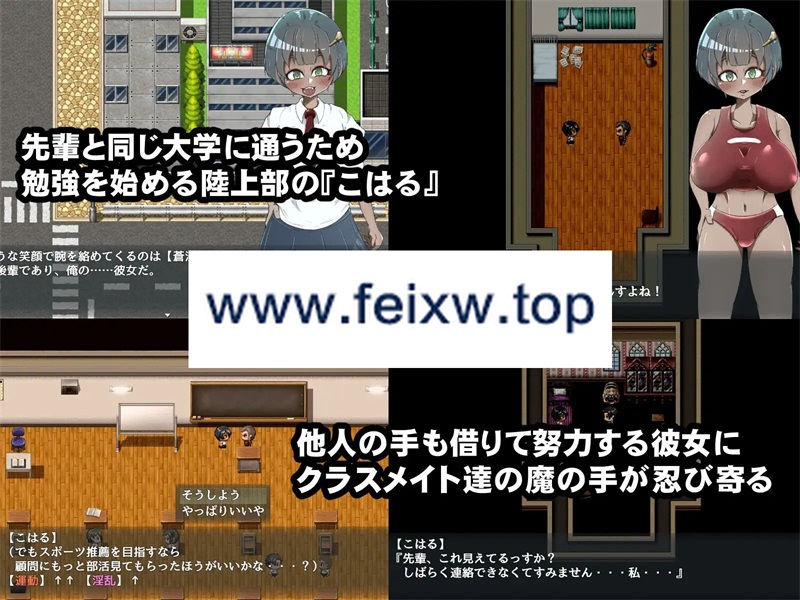 先輩と同じ大学に通うため
勉強を始める陸上部の『こはる』
うな笑顔で腕を絡めてくるのは【蒼
後輩であり、俺の……彼女だ。
すよね！
www.feixw.top
他人の手も借りて努力する彼女に
クラスメイト達の魔の手が忍び寄る
そうしよう
やっぱりいいや
【こはる】
（でもスポーツ推薦を目指すなら
顧問にもっと部活見てもらったほうがいいかな・・・？）
【運動】↑↑【淫乱】↑
【こはる】
『先輩、これ見えてるっすか？
しばらく連絡できなくてすみません・・・私・・・』